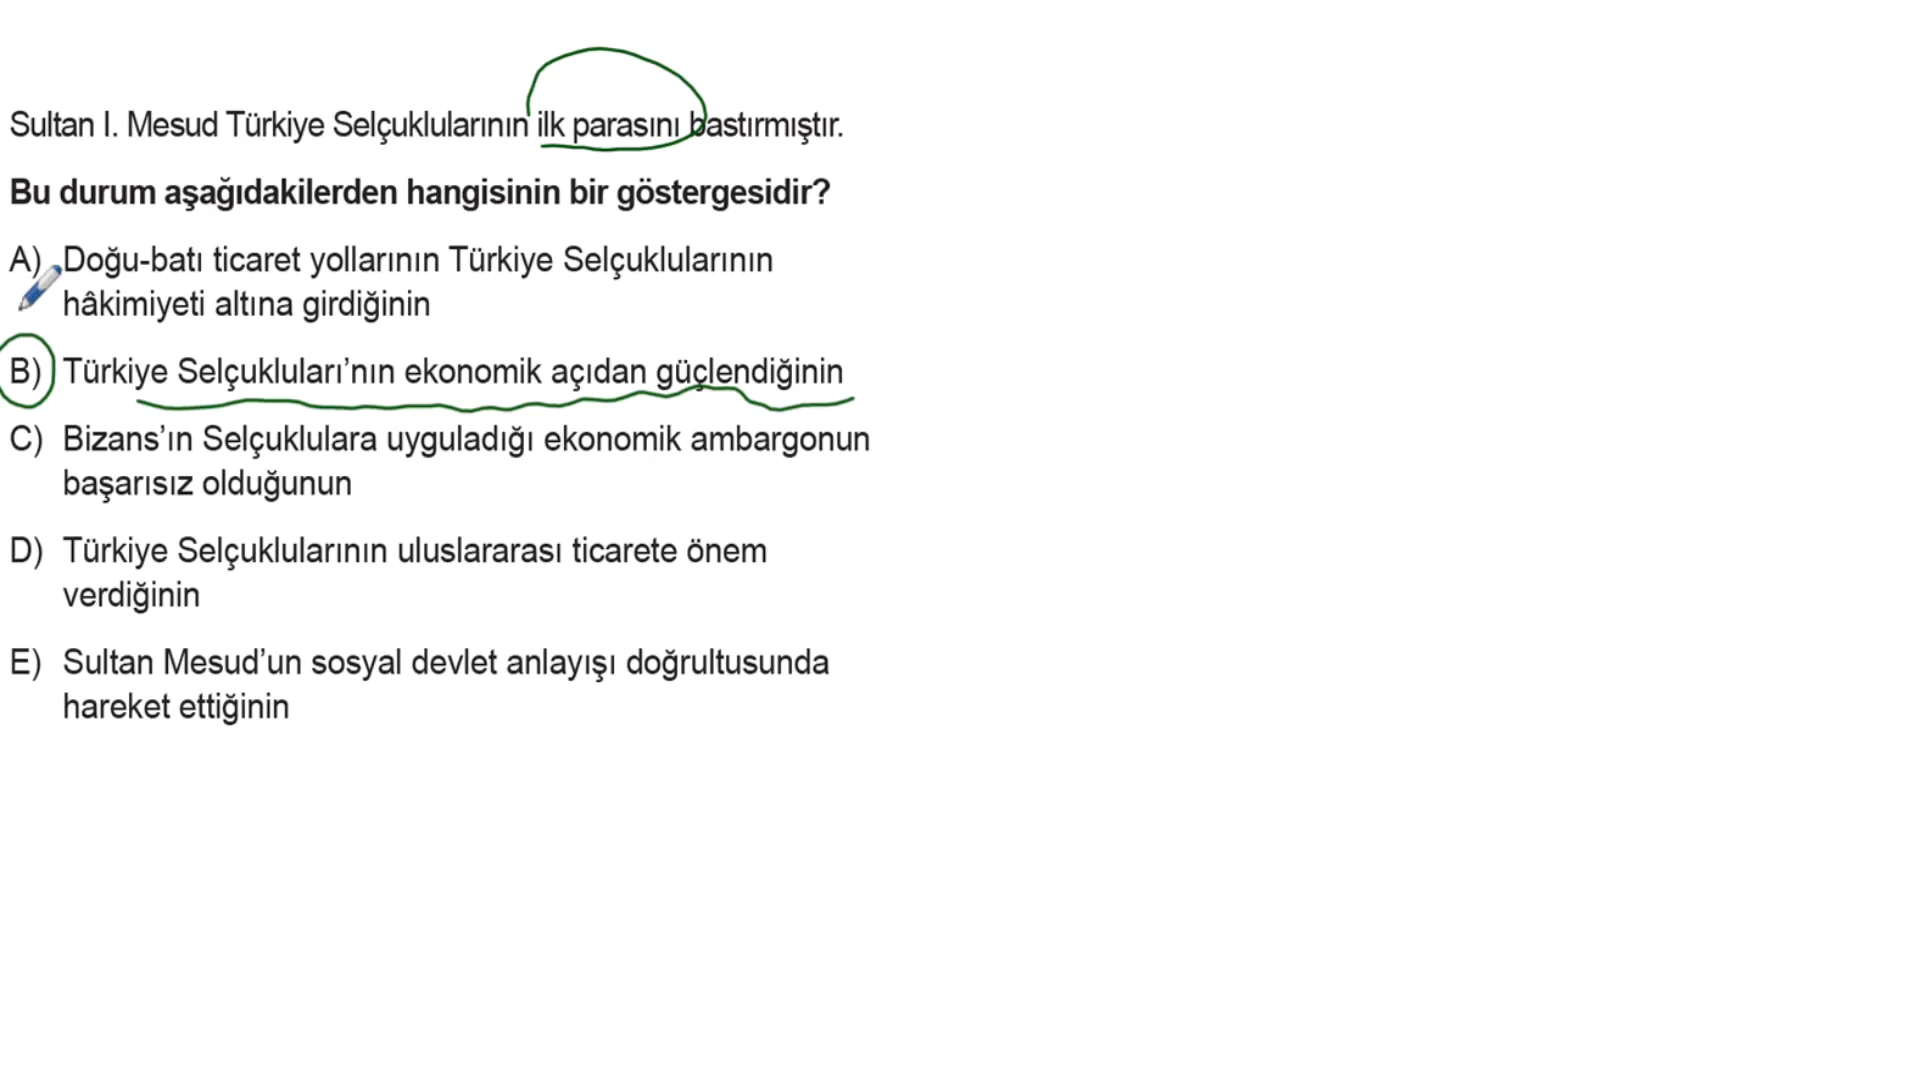 Sultan I. Mesud Türkiye Selçuklularının ilk parasını bastırmıştır.
Bu durum aşağıdakilerden hangisinin bir göstergesidir?
A) Doğu-batı ticaret yollarının Türkiye Selçuklularının
hâkimiyeti altına girdiğinin
B) Türkiye Selçukluları’nın ekonomik açıdan güçlendiğinin
C) Bizans’ın Selçuklulara uyguladığı ekonomik ambargonun
başarısız olduğunun
D) Türkiye Selçuklularının uluslararası ticarete önem
verdiğinin
E) Sultan Mesud’un sosyal devlet anlayışı doğrultusunda
hareket ettiğinin